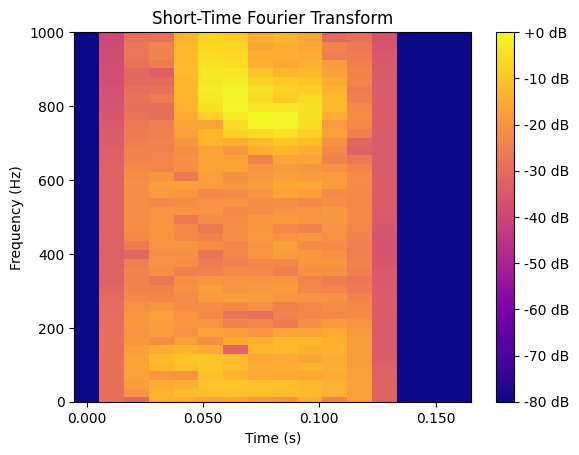 Short-Time Fourier Transform
Frequency (Hz)
1000
800
600
400
200
0
0.000
0.050
0.100
0.150
Time (s)
+0 dB
-10 dB
-20 dB
-30 dB
-40 dB
-50 dB
-60 dB
-70 dB
-80 dB